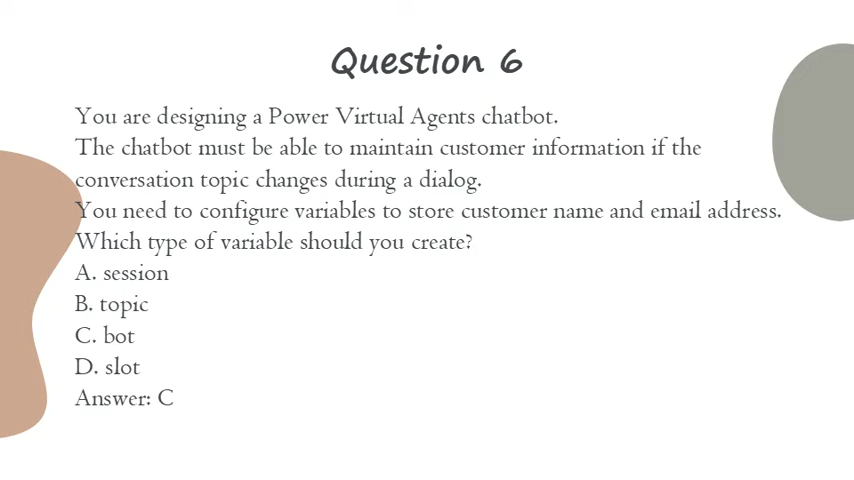 Question 6
You are designing a Power Virtual Agents chatbot.
The chatbot must be able to maintain customer information if the
conversation topic changes during a dialog.
You need to configure variables to store customer name and email address.
Which type of variable should you create?
A. session
B. topic
C. bot
D. slot
Answer: C